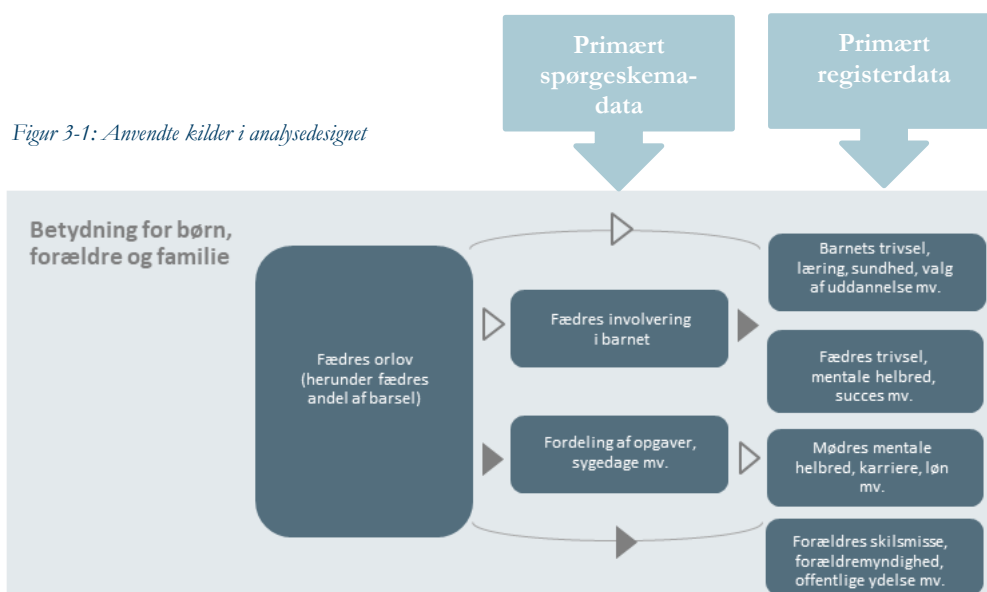 Primært
spørgeskema-
data
Primært
registerdata
Figur 3-1: Anvendte kilder i analysedesignet
Betydning for børn,
forældre og familie
Fædres orlov
(herunder fædres
andel af barsel)
Fædres involvering
i barnet
Fordeling af opgaver,
sygedage mv.
Barnets trivsel,
læring, sundhed, valg
af uddannelse mv.
Fædres trivsel,
mentale helbred,
succes mv.
Mødres mentale
helbred, karriere, løn
mv.
Forældres skilsmisse,
forældremyndighed,
offentlige ydelse mv.